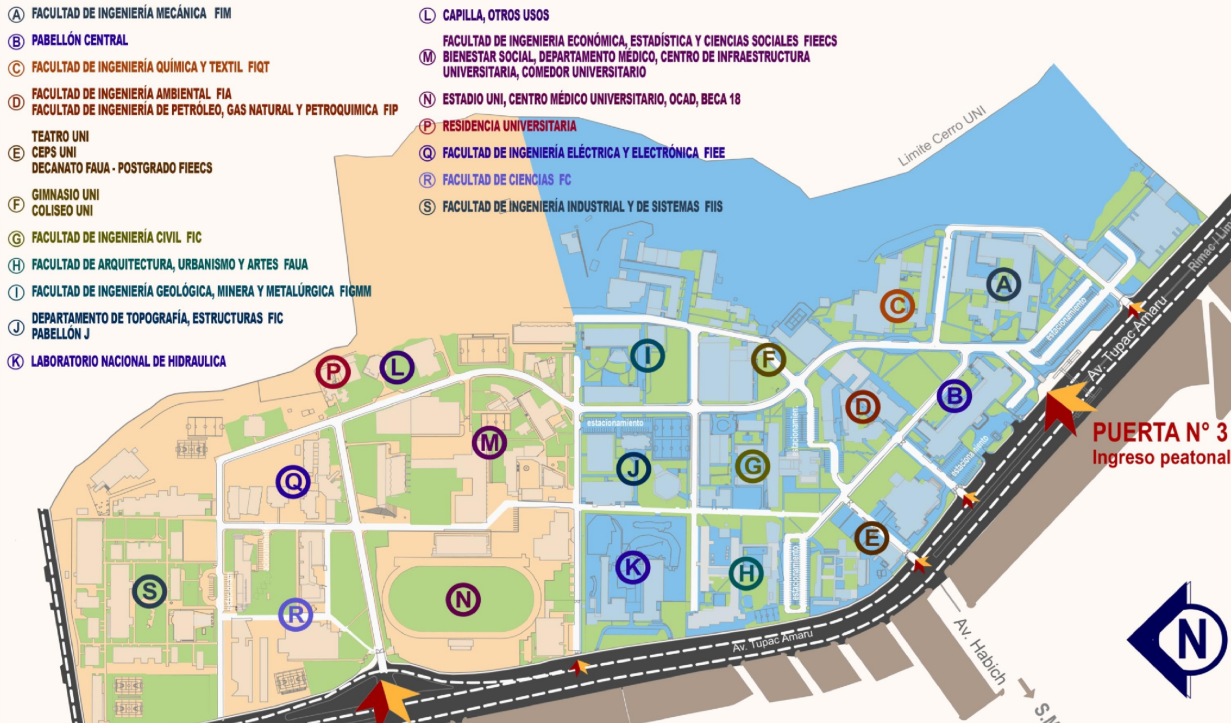 A FACULTAD DE INGENIERÍA MECÁNICA FIM
B PABELLÓN CENTRAL
C FACULTAD DE INGENIERÍA QUÍMICA Y TEXTIL FIQT
D FACULTAD DE INGENIERÍA AMBIENTAL FIA
FACULTAD DE INGENIERÍA DE PETRÓLEO, GAS NATURAL Y PETROQUIMICA FIP
TEATRO UNI
E CEPS UNI
DECANATO FAUA - POSTGRADO FIEECS
F GIMNASIO UNI
COLISEO UNI
G FACULTAD DE INGENIERÍA CIVIL FIC
H FACULTAD DE ARQUITECTURA, URBANISMO Y ARTES FAUA
I FACULTAD DE INGENIERÍA GEOLÓGICA, MINERA Y METALÚRGICA FIGMM
J DEPARTAMENTO DE TOPOGRAFÍA, ESTRUCTURAS FIC
PABELLÓN J
K LABORATORIO NACIONAL DE HIDRAULICA
L CAPILLA, OTROS USOS
FACULTAD DE INGENIERIA ECONÓMICA, ESTADÍSTICA Y CIENCIAS SOCIALES FIEECS
M BIENESTAR SOCIAL, DEPARTAMENTO MÉDICO, CENTRO DE INFRAESTRUCTURA
UNIVERSITARIA, COMEDOR UNIVERSITARIO
N ESTADIO UNI, CENTRO MÉDICO UNIVERSITARIO, OCAD, BECA 18
P RESIDENCIA UNIVERSITARIA
Q FACULTAD DE INGENIERÍA ELÉCTRICA Y ELECTRÓNICA FIEE
R FACULTAD DE CIENCIAS FC
S FACULTAD DE INGENIERÍA INDUSTRIAL Y DE SISTEMAS FIIS
Limite Cerro UNI
Rimac - Lim
A
C
estacionamiento
Av. Tupac Amaru
I
F
L
P
B
D
M
estacionamiento
estacionamien
PUERTA N° 3
Ingreso peatonal
J
G
estacionamiento
Q
E
K
H
estacionamiento
S
N
R
Av. Tupac Amaru
Av. Habich
N
S.M